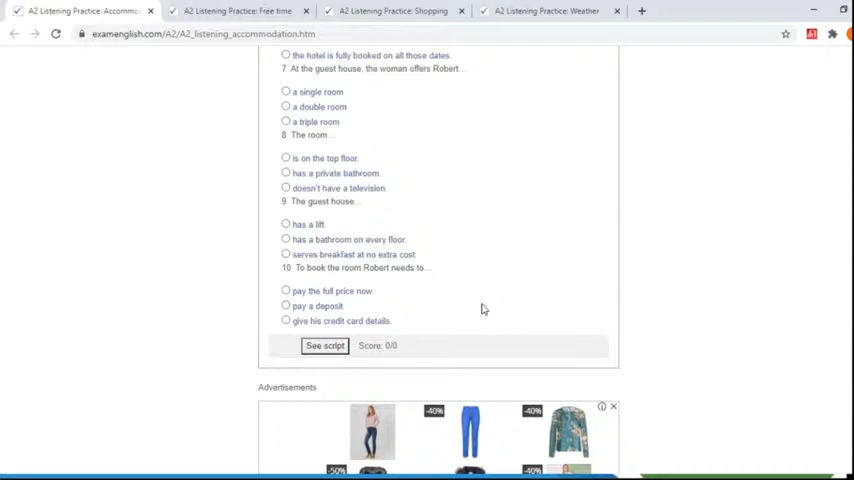 A2 Listening Practice: Accommo
A2 Listening Practice: Free time
A2 Listening Practice: Shopping
A2 Listening Practice: Weather
examenglish.com/A2/A2_listening_accommodation.htm
the hotel is fully booked on all those dates.
7 At the guest house, the woman offers Robert...
a single room
a double room
a triple room
8 The room...
is on the top floor.
has a private bathroom.
doesn't have a television.
9 The guest house...
has a lift.
has a bathroom on every floor.
serves breakfast at no extra cost.
10 To book the room Robert needs to...
pay the full price now.
pay a deposit
give his credit card details.
See script Score: 0/0
Advertisements
-40% -40%
-50% -40%